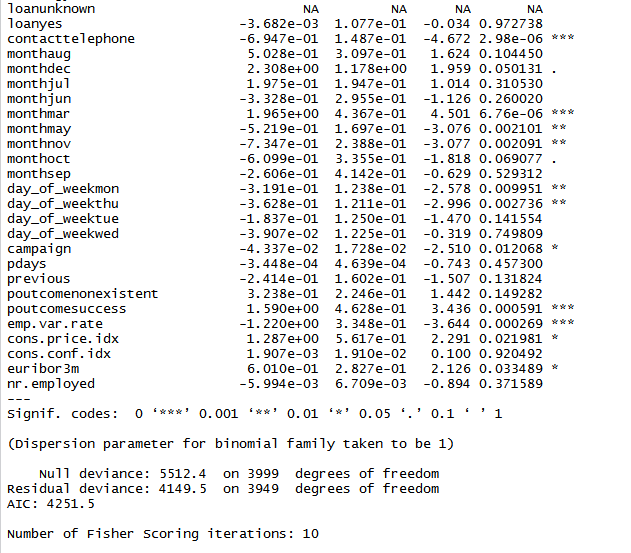 loanunknown NA NA NA NA
loanyes -3.682e-03 1.077e-01 -0.034 0.972738
contacttelephone -6.947e-01 1.487e-01 -4.672 2.98e-06 ***
monthaug 5.028e-01 3.097e-01 1.624 0.104450
monthdec 2.308e+00 1.178e+00 1.959 0.050131 .
monthjul 1.975e-01 1.947e-01 1.014 0.310530
monthjun -3.328e-01 2.955e-01 -1.126 0.260020
monthmar 1.965e+00 4.367e-01 4.501 6.76e-06 ***
monthmay -5.219e-01 1.697e-01 -3.076 0.002101 **
monthnov -7.347e-01 2.388e-01 -3.077 0.002091 **
monthoct -6.099e-01 3.355e-01 -1.818 0.069077 .
monthsep -2.606e-01 4.142e-01 -0.629 0.529312
day_of_weekmon -3.191e-01 1.238e-01 -2.578 0.009951 **
day_of_weekthu -3.628e-01 1.211e-01 -2.996 0.002736 **
day_of_weektue -1.837e-01 1.250e-01 -1.470 0.141554
day_of_weekwed -3.907e-02 1.225e-01 -0.319 0.749809
campaign -4.337e-02 1.728e-02 -2.510 0.012068 *
pdays -3.448e-04 4.639e-04 -0.743 0.457300
previous -2.414e-01 1.602e-01 -1.507 0.131824
poutcomenonexistent 3.238e-01 2.246e-01 1.442 0.149282
poutcomesuccess 1.590e+00 4.628e-01 3.436 0.000591 ***
emp.var.rate -1.220e+00 3.348e-01 -3.644 0.000269 ***
cons.price.idx 1.287e+00 5.617e-01 2.291 0.021981 *
cons.conf.idx 1.907e-03 1.910e-02 0.100 0.920492
euribor3m 6.010e-01 2.827e-01 2.126 0.033489 *
nr.employed -5.994e-03 6.709e-03 -0.894 0.371589
---
Signif. codes: 0 ‘***’ 0.001 ‘**’ 0.01 ‘*’ 0.05 ‘.’ 0.1 ‘ ’ 1
(Dispersion parameter for binomial family taken to be 1)
Null deviance: 5512.4 on 3999 degrees of freedom
Residual deviance: 4149.5 on 3949 degrees of freedom
AIC: 4251.5
Number of Fisher Scoring iterations: 10